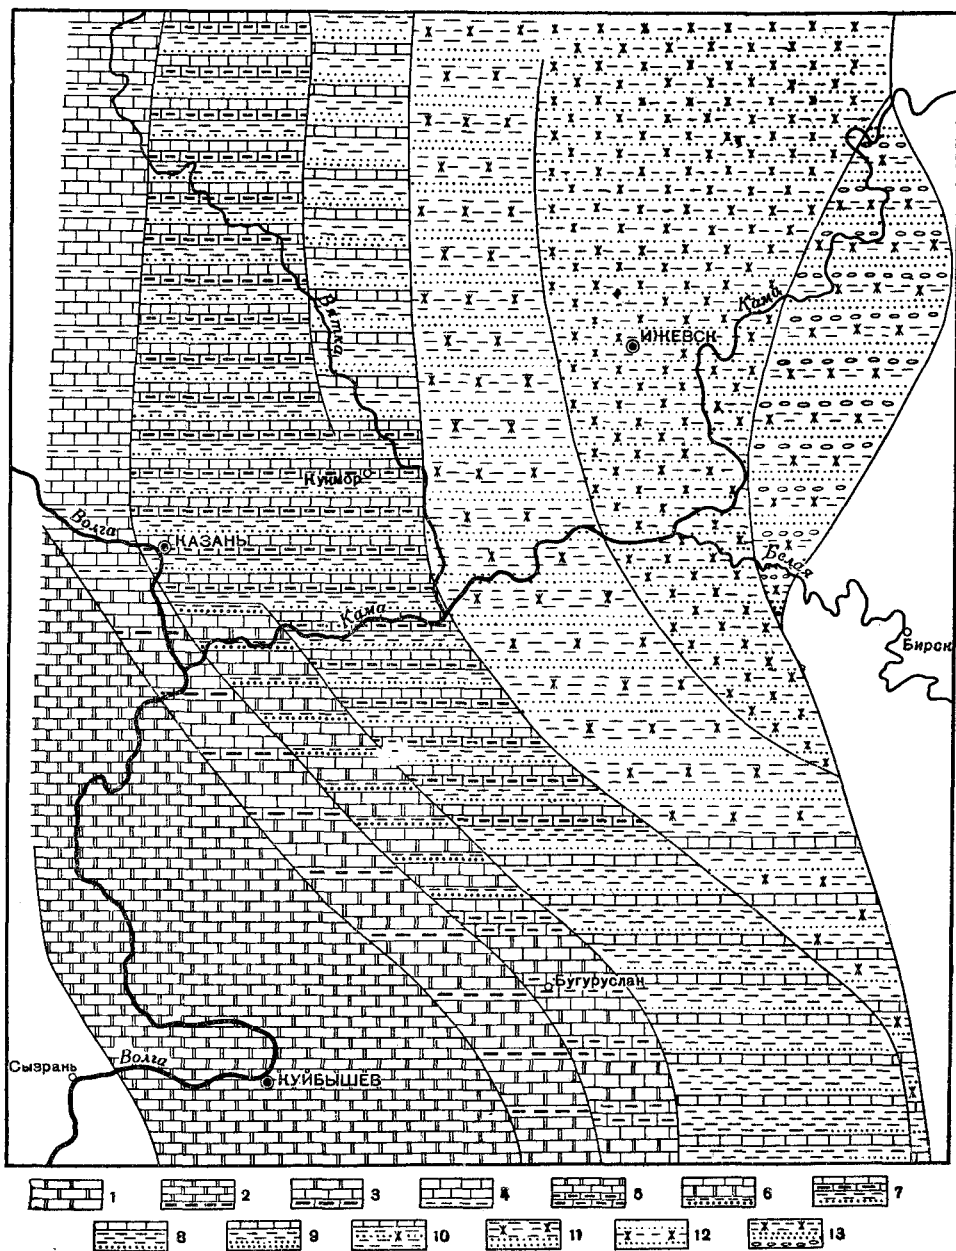 Вятка
Кама
ИЖЕВСК
Кукмор
Волга
КАЗАНЬ
Белая
Кама
Бирск
Бугуруслан
Волга
Сызрань
КУЙБЫШЕВ
1 2 3 4 5 6 7
8 9 10 11 12 13